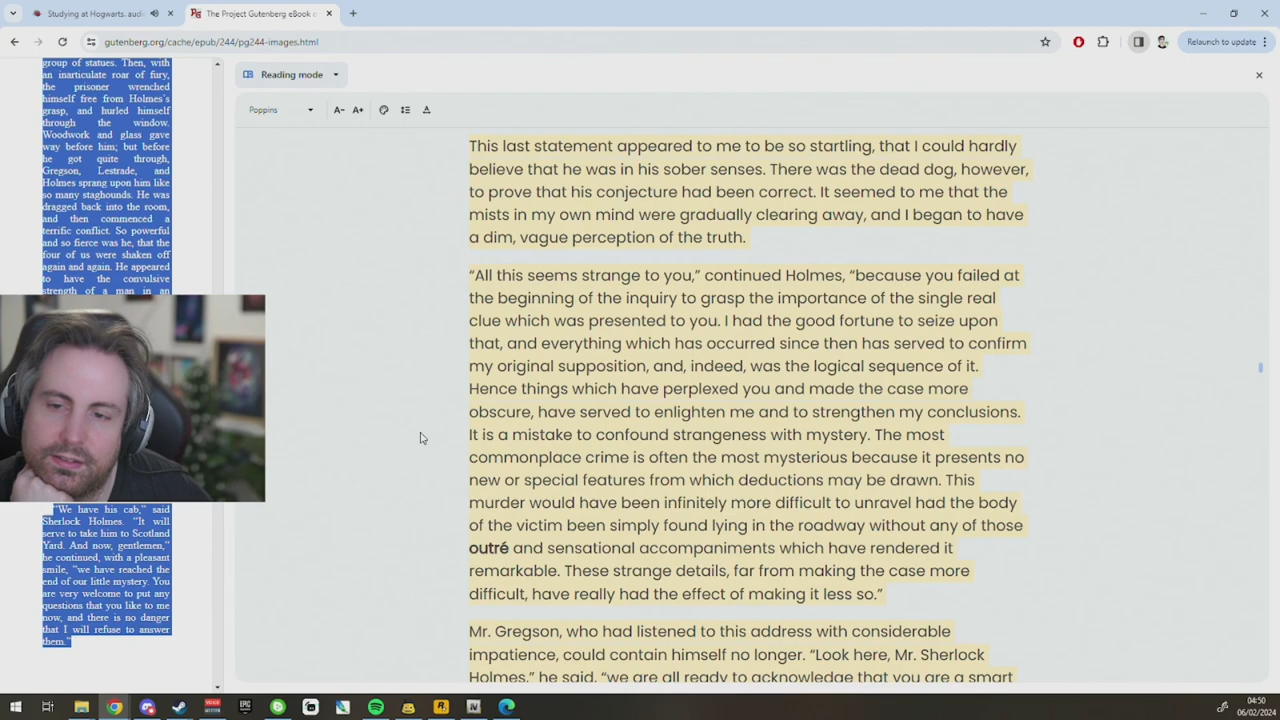 Studying at Hogwarts. audi
The Project Gutenberg eBook o
gutenberg.org/cache/epub/244/pg244-images.html
Relaunch to update
group of statues. Then, with
an inarticulate roar of fury,
the prisoner wrenched
himself free from Holmes's
grasp, and hurled himself
through the window.
Woodwork and glass gave
way before him; but before
he got quite through,
Gregson, Lestrade, and
Holmes sprang upon him like
so many staghounds. He was
dragged back into the room,
and then commenced a
terrific conflict. So powerful
and so fierce was he, that the
four of us were shaken off
again and again. He appeared
to have the convulsive
strength of a man in an
“We have his cab,” said
Sherlock Holmes. “It will
serve to take him to Scotland
Yard. And now, gentlemen,”
he continued, with a pleasant
smile, “we have reached the
end of our little mystery. You
are very welcome to put any
questions that you like to me
now, and there is no danger
that I will refuse to answer
them.”
Reading mode
Poppins
A- A+ A
This last statement appeared to me to be so startling, that I could hardly
believe that he was in his sober senses. There was the dead dog, however,
to prove that his conjecture had been correct. It seemed to me that the
mists in my own mind were gradually clearing away, and I began to have
a dim, vague perception of the truth.
“All this seems strange to you,” continued Holmes, “because you failed at
the beginning of the inquiry to grasp the importance of the single real
clue which was presented to you. I had the good fortune to seize upon
that, and everything which has occurred since then has served to confirm
my original supposition, and, indeed, was the logical sequence of it.
Hence things which have perplexed you and made the case more
obscure, have served to enlighten me and to strengthen my conclusions.
It is a mistake to confound strangeness with mystery. The most
commonplace crime is often the most mysterious because it presents no
new or special features from which deductions may be drawn. This
murder would have been infinitely more difficult to unravel had the body
of the victim been simply found lying in the roadway without any of those
outré and sensational accompaniments which have rendered it
remarkable. These strange details, far from making the case more
difficult, have really had the effect of making it less so.”
Mr. Gregson, who had listened to this address with considerable
impatience, could contain himself no longer. “Look here, Mr. Sherlock
Holmes,” he said, “we are all ready to acknowledge that you are a smart
04:50
06/02/2024